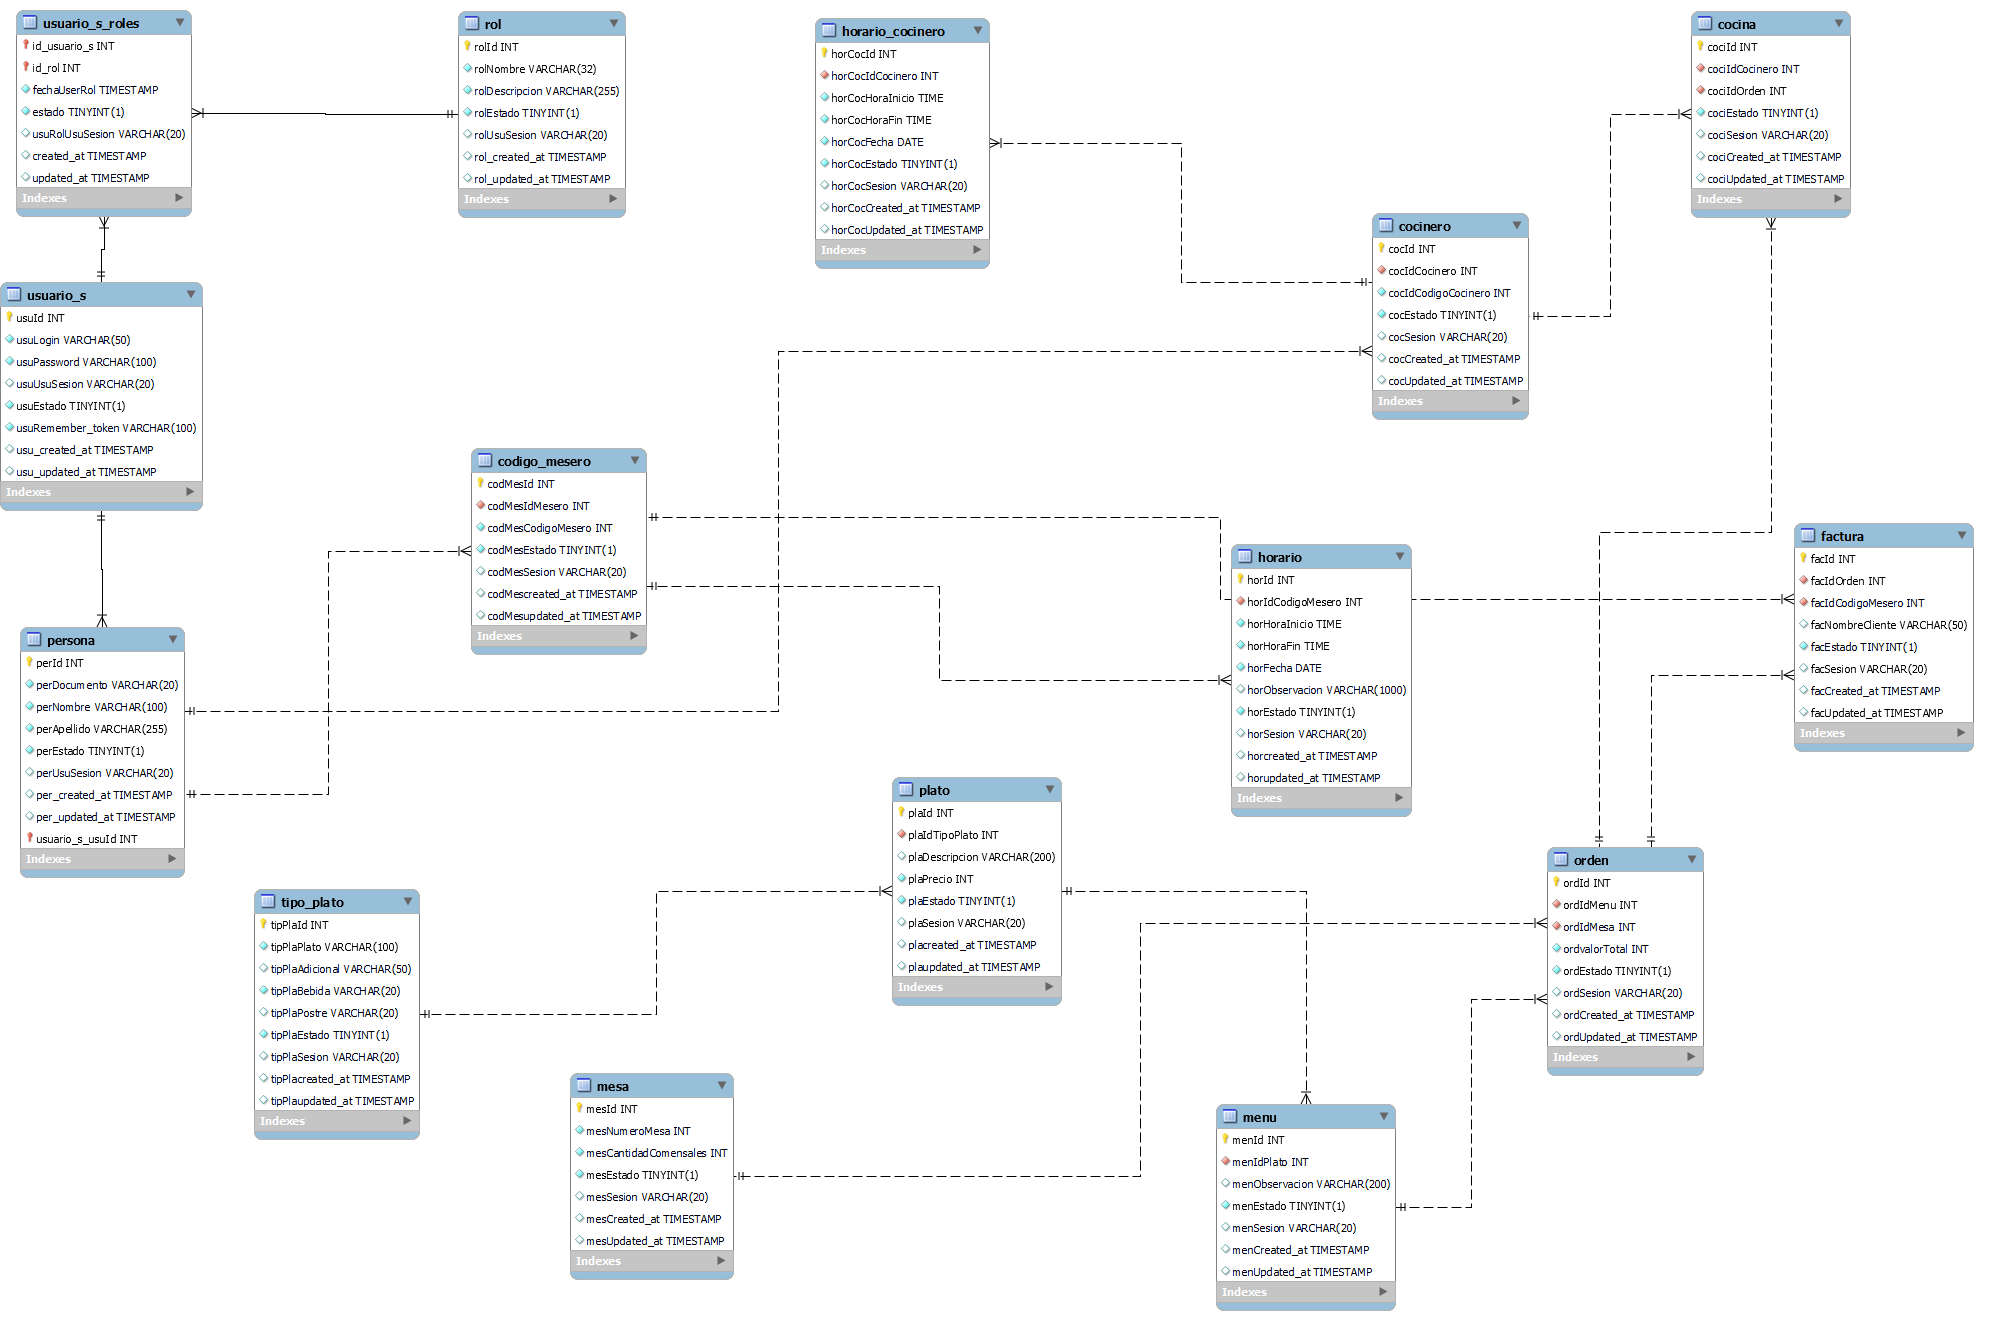 usuario_s_roles
id_usuario_s INT
id_rol INT
fechaUserRol TIMESTAMP
estado TINYINT(1)
usuRolUsuSesion VARCHAR(20)
created_at TIMESTAMP
updated_at TIMESTAMP
Indexes
rol
rolId INT
rolNombre VARCHAR(32)
rolDescripcion VARCHAR(255)
rolEstado TINYINT(1)
rolUsuSesion VARCHAR(20)
rol_created_at TIMESTAMP
rol_updated_at TIMESTAMP
Indexes
horario_cocinero
horCocId INT
horCocIdCocinero INT
horCocHoraInicio TIME
horCocHoraFin TIME
horCocFecha DATE
horCocEstado TINYINT(1)
horCocSesion VARCHAR(20)
horCocCreated_at TIMESTAMP
horCocUpdated_at TIMESTAMP
Indexes
cocina
cociId INT
cociIdCocinero INT
cociIdOrden INT
cociEstado TINYINT(1)
cociSesion VARCHAR(20)
cociCreated_at TIMESTAMP
cociUpdated_at TIMESTAMP
Indexes
cocinero
cocId INT
cocIdCocinero INT
cocIdCodigoCocinero INT
cocEstado TINYINT(1)
cocSesion VARCHAR(20)
cocCreated_at TIMESTAMP
cocUpdated_at TIMESTAMP
Indexes
usuario_s
usuId INT
usuLogin VARCHAR(50)
usuPassword VARCHAR(100)
usuUsuSesion VARCHAR(20)
usuEstado TINYINT(1)
usuRemember_token VARCHAR(100)
usu_created_at TIMESTAMP
usu_updated_at TIMESTAMP
Indexes
codigo_mesero
codMesId INT
codMesIdMesero INT
codMesCodigoMesero INT
codMesEstado TINYINT(1)
codMesSesion VARCHAR(20)
codMescreated_at TIMESTAMP
codMesupdated_at TIMESTAMP
Indexes
horario
horId INT
horIdCodigoMesero INT
horHoraInicio TIME
horHoraFin TIME
horFecha DATE
horObservacion VARCHAR(1000)
horEstado TINYINT(1)
horSesion VARCHAR(20)
horcreated_at TIMESTAMP
horupdated_at TIMESTAMP
Indexes
factura
facId INT
facIdOrden INT
facIdCodigoMesero INT
facNombreCliente VARCHAR(50)
facEstado TINYINT(1)
facSesion VARCHAR(20)
facCreated_at TIMESTAMP
facUpdated_at TIMESTAMP
Indexes
persona
perId INT
perDocumento VARCHAR(20)
perNombre VARCHAR(100)
perApellido VARCHAR(255)
perEstado TINYINT(1)
perUsuSesion VARCHAR(20)
per_created_at TIMESTAMP
per_updated_at TIMESTAMP
usuario_s_usuId INT
Indexes
plato
plaId INT
plaIdTipoPlato INT
plaDescripcion VARCHAR(200)
plaPrecio INT
plaEstado TINYINT(1)
plaSesion VARCHAR(20)
placreated_at TIMESTAMP
plaupdated_at TIMESTAMP
Indexes
orden
ordId INT
ordIdMenu INT
ordIdMesa INT
ordvalorTotal INT
ordEstado TINYINT(1)
ordSesion VARCHAR(20)
ordCreated_at TIMESTAMP
ordUpdated_at TIMESTAMP
Indexes
tipo_plato
tipPlaId INT
tipPlaPlato VARCHAR(100)
tipPlaAdicional VARCHAR(50)
tipPlaBebida VARCHAR(20)
tipPlaPostre VARCHAR(20)
tipPlaEstado TINYINT(1)
tipPlaSesion VARCHAR(20)
tipPlacreated_at TIMESTAMP
tipPlaupdated_at TIMESTAMP
Indexes
mesa
mesId INT
mesNumeroMesa INT
mesCantidadComensales INT
mesEstado TINYINT(1)
mesSesion VARCHAR(20)
mesCreated_at TIMESTAMP
mesUpdated_at TIMESTAMP
Indexes
menu
menId INT
menIdPlato INT
menObservacion VARCHAR(200)
menEstado TINYINT(1)
menSesion VARCHAR(20)
menCreated_at TIMESTAMP
menUpdated_at TIMESTAMP
Indexes